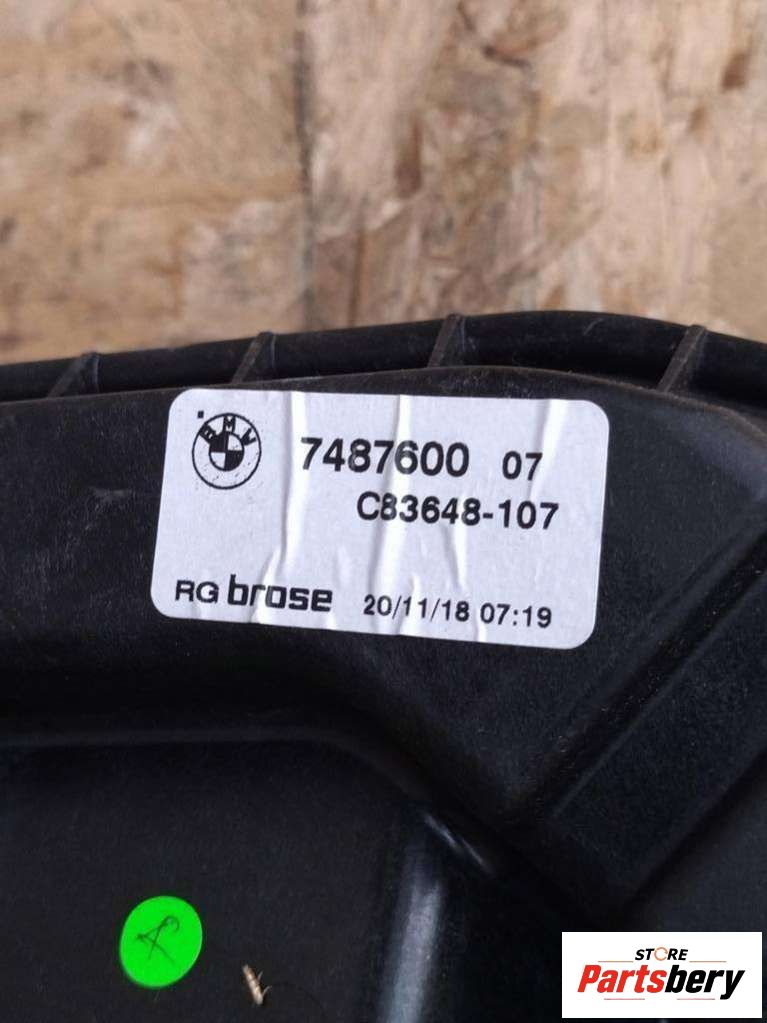 BMW
7487600 07
C83648-107
RG brose 20/11/18 07:19
STORE
Partsbery